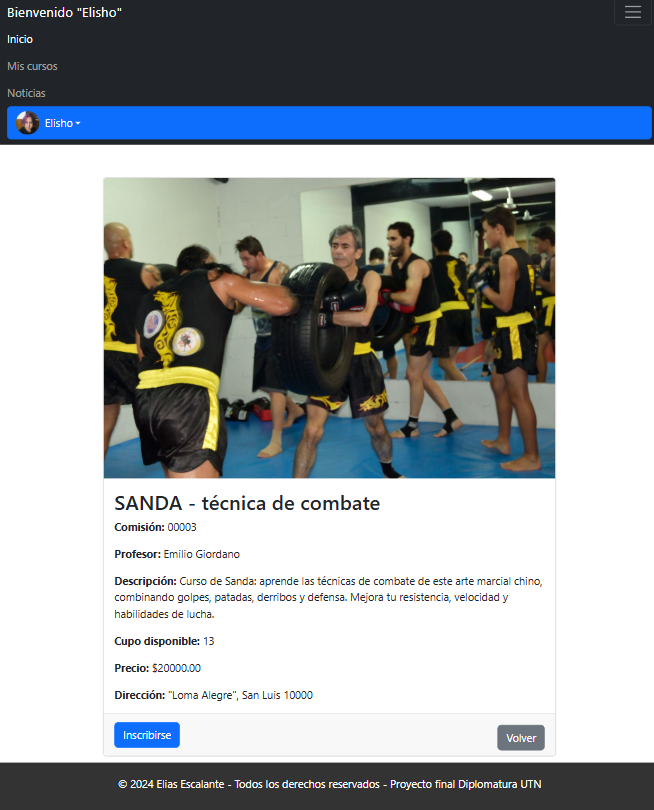 Bienvenido "Elisho"
Inicio
Mis cursos
Noticias
Elisho
SANDA - técnica de combate
Comisión: 00003
Profesor: Emilio Giordano
Descripción: Curso de Sanda: aprende las técnicas de combate de este arte marcial chino,
combinando golpes, patadas, derribos y defensa. Mejora tu resistencia, velocidad y
habilidades de lucha.
Cupo disponible: 13
Precio: $20000.00
Dirección: "Loma Alegre", San Luis 10000
Inscribirse
Volver
© 2024 Elias Escalante - Todos los derechos reservados - Proyecto final Diplomatura UTN